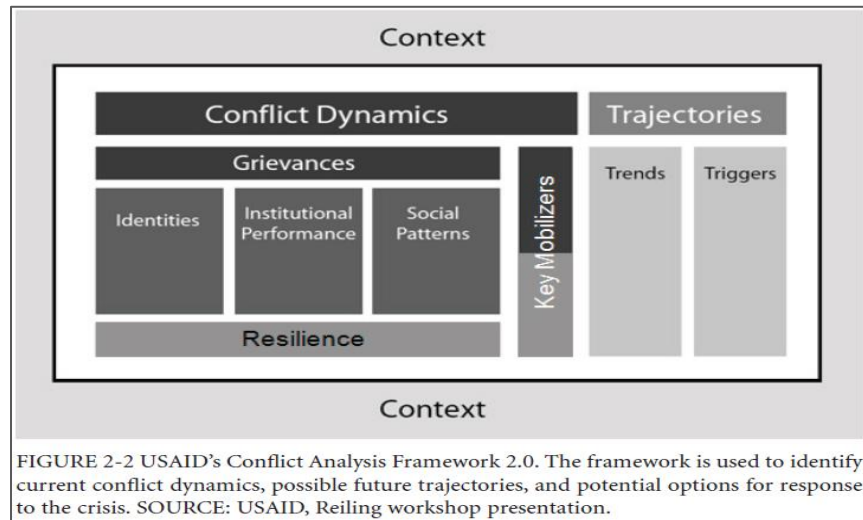 Context
Conflict Dynamics
Trajectories
Grievances
Key Mobilizers
Trends
Triggers
Identities
Institutional
Performance
Social
Patterns
Resilience
Context
FIGURE 2-2 USAID’s Conflict Analysis Framework 2.0. The framework is used to identify
current conflict dynamics, possible future trajectories, and potential options for response
to the crisis. SOURCE: USAID, Reiling workshop presentation.